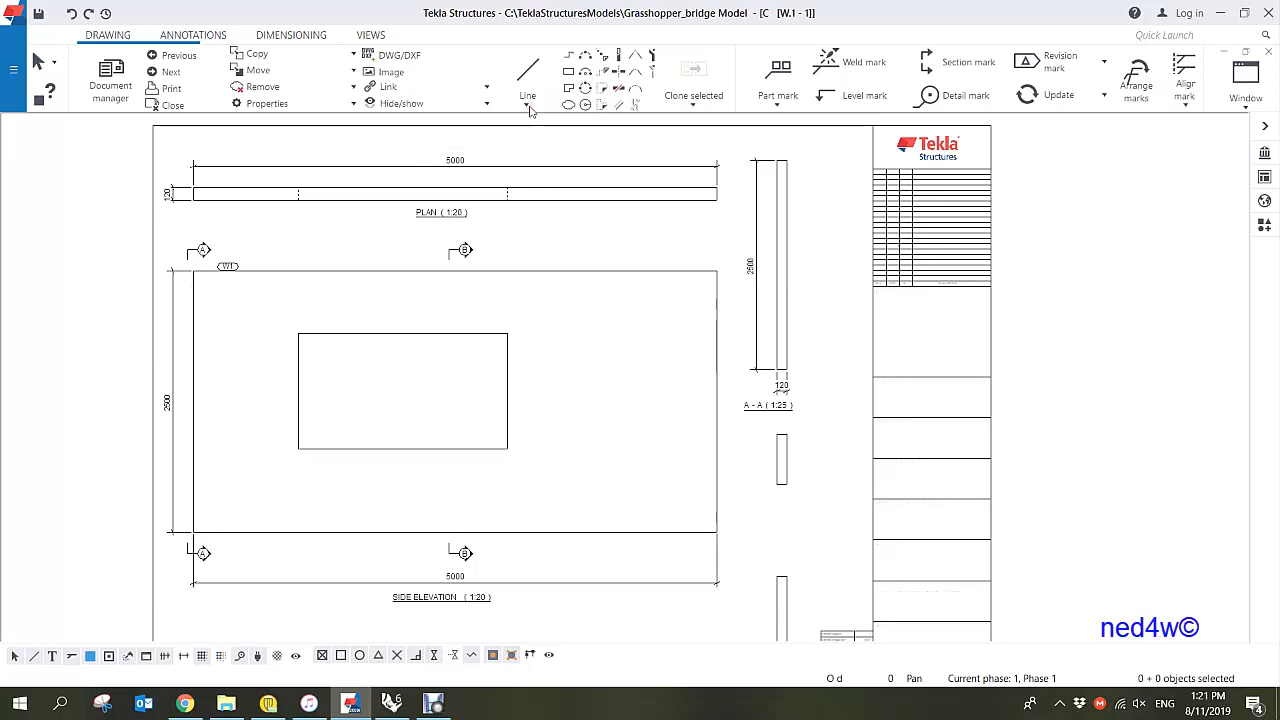 Tekla Structures - C:\TeklaStructuresModels\Grasshopper_bridge Model - [C   [W.1 - 1]]
Log in
DRAWING ANNOTATIONS DIMENSIONING VIEWS
Quick Launch
Document manager
Previous
Next
Print
Close
Copy
Move
Remove
Properties
DWG/DXF
Image
Link
Hide/show
Line
Clone selected
Part mark
Weld mark
Level mark
Section mark
Detail mark
Revision mark
Update
Arrange marks
Align mark
Window
Tekla
Structures
5000
120
PLAN ( 1:20 )
A B
W1
2500
2500
120
A - A ( 1:25 )
A B
5000
SIDE ELEVATION ( 1:20 )
ned4w©
O d 0 Pan Current phase: 1, Phase 1 0 + 0 objects selected
ENG 1:21 PM
8/11/2019